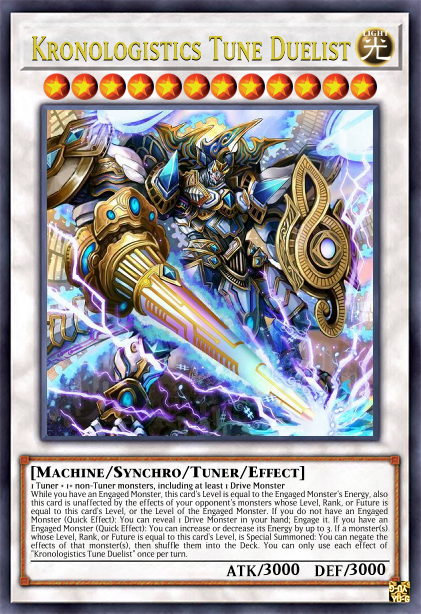 KRONOLOGISTICS TUNE DUELIST
LIGHT
光
[MACHINE/SYNCHRO/TUNER/EFFECT]
1 Tuner + 1+ non-Tuner monsters, including at least 1 Drive Monster
While you have an Engaged Monster, this card's Level is equal to the Engaged Monster's Energy, also
this card is unaffected by the effects of your opponent's monsters whose Level, Rank, or Future is
equal to this card's Level, or the Level of the Engaged Monster. If you do not have an Engaged
Monster (Quick Effect): You can reveal 1 Drive Monster in your hand; Engage it. If you have an
Engaged Monster (Quick Effect): You can increase or decrease its Energy by up to 3. If a monster(s)
whose Level, Rank, or Future is equal to this card's Level, is Special Summoned: You can negate the
effects of that monster(s), then shuffle them into the Deck. You can only use each effect of
"Kronologistics Tune Duelist" once per turn.
ATK/3000 DEF/3000